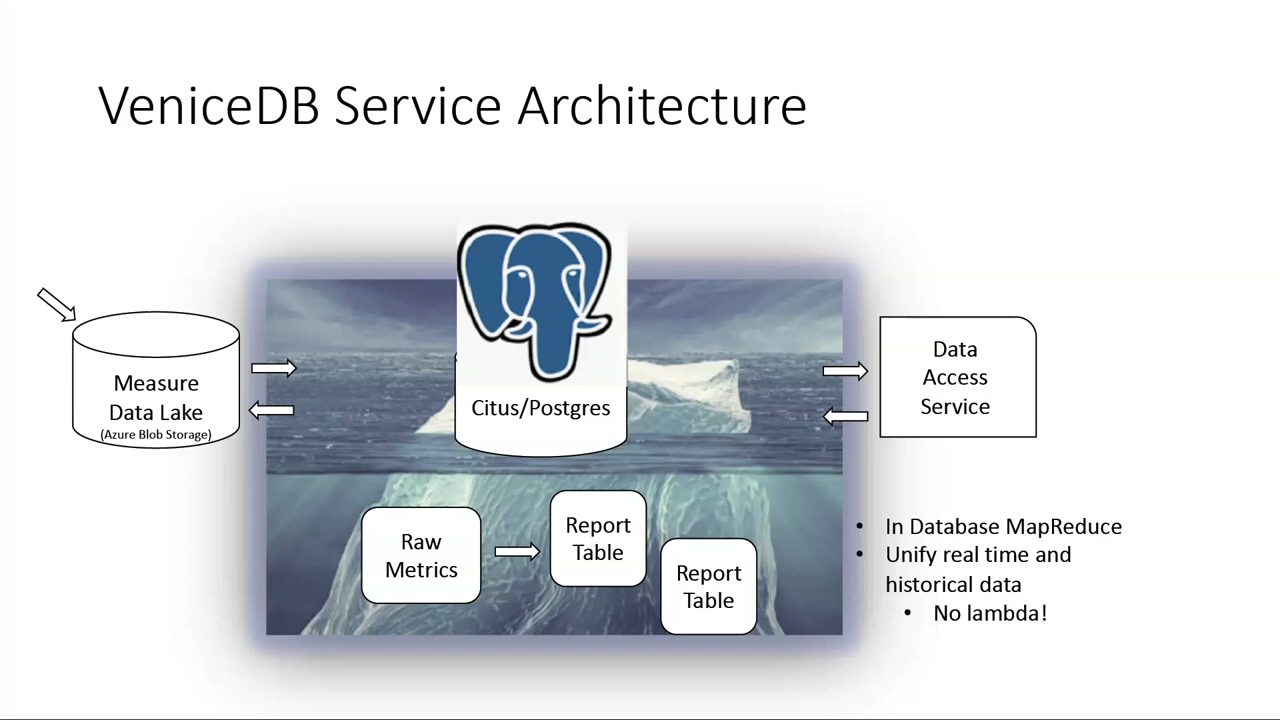 VeniceDB Service Architecture
Measure
Data Lake
(Azure Blob Storage)
Citus/Postgres
Data
Access
Service
Raw
Metrics
Report
Table
Report
Table
• In Database MapReduce
• Unify real time and
historical data
• No lambda!